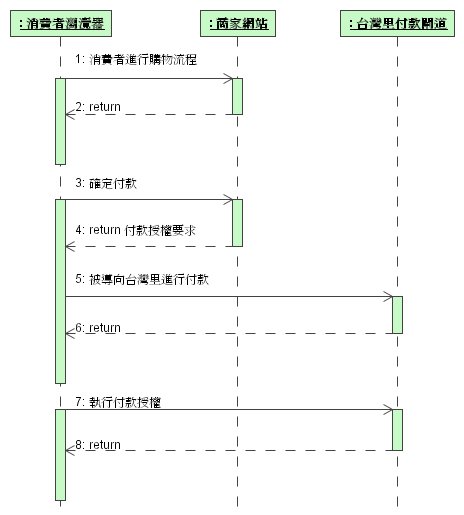 : 消費者瀏覽器
: 商家網站
: 台灣里付款閘道
1: 消費者進行購物流程
2: return
3: 確定付款
4: return 付款授權要求
5: 被導向台灣里進行付款
6: return
7: 執行付款授權
8: return